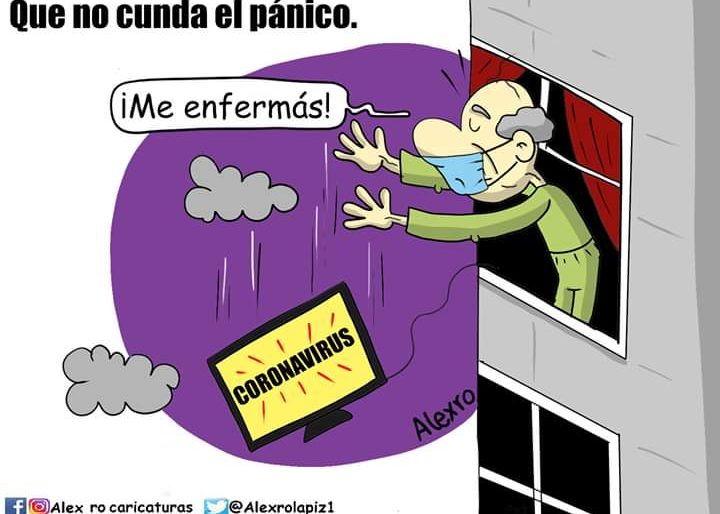 Que no cunda el pánico.
¡Me enfermás!
CORONAVIRUS
Alexro
Alex ro caricaturas @Alexrolapiz1